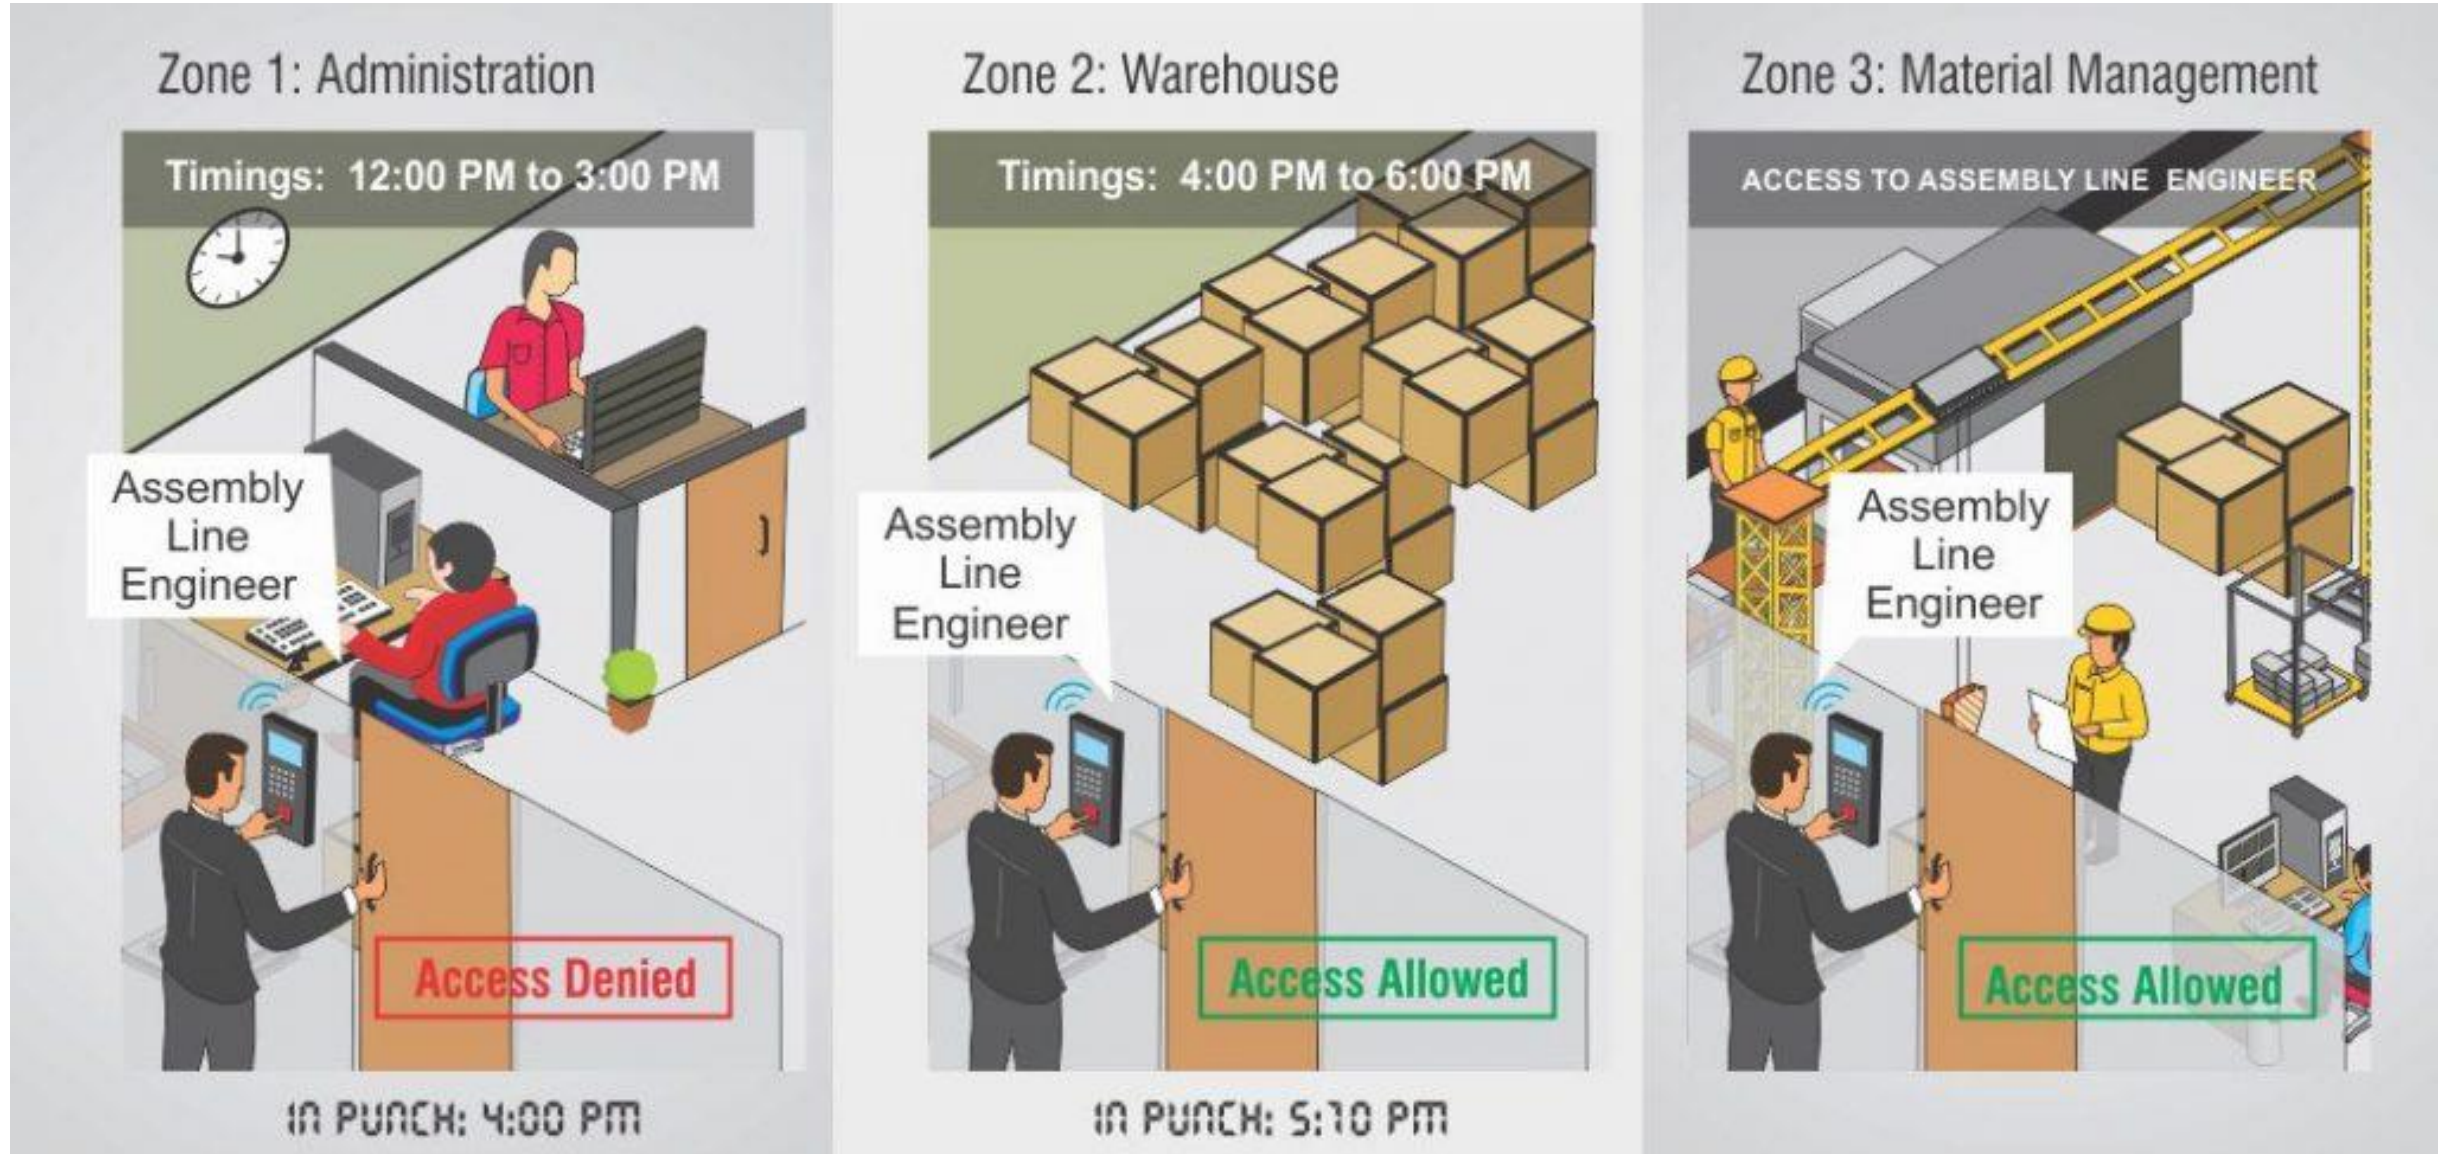 Zone 1: Administration
Timings: 12:00 PM to 3:00 PM
Assembly
Line
Engineer
Access Denied
IN PUNCH: 4:00 PM
Zone 2: Warehouse
Timings: 4:00 PM to 6:00 PM
Assembly
Line
Engineer
Access Allowed
IN PUNCH: 5:10 PM
Zone 3: Material Management
ACCESS TO ASSEMBLY LINE ENGINEER
Assembly
Line
Engineer
Access Allowed